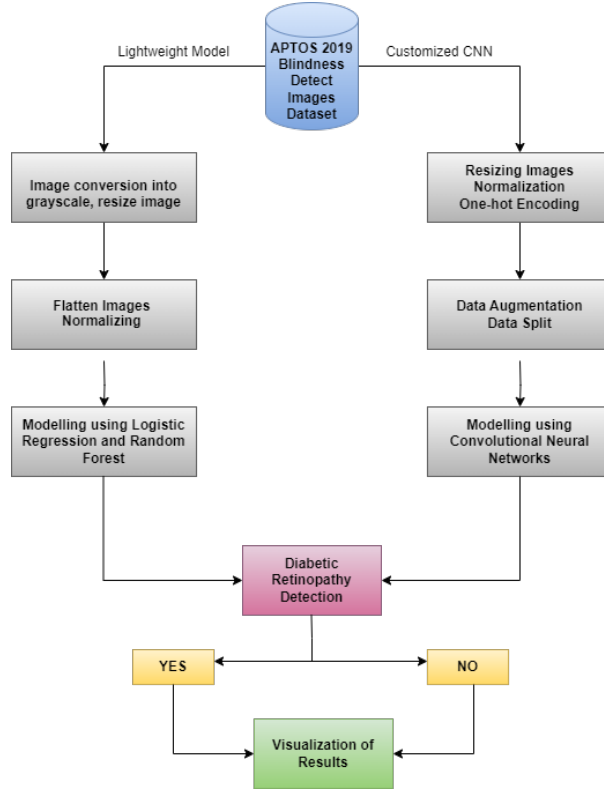 Lightweight Model
APTOS 2019
Blindness
Detect
Images
Dataset
Customized CNN
Image conversion into
grayscale, resize image
Resizing Images
Normalization
One-hot Encoding
Flatten Images
Normalizing
Data Augmentation
Data Split
Modelling using Logistic
Regression and Random
Forest
Modelling using
Convolutional Neural
Networks
Diabetic
Retinopathy
Detection
YES
NO
Visualization of
Results